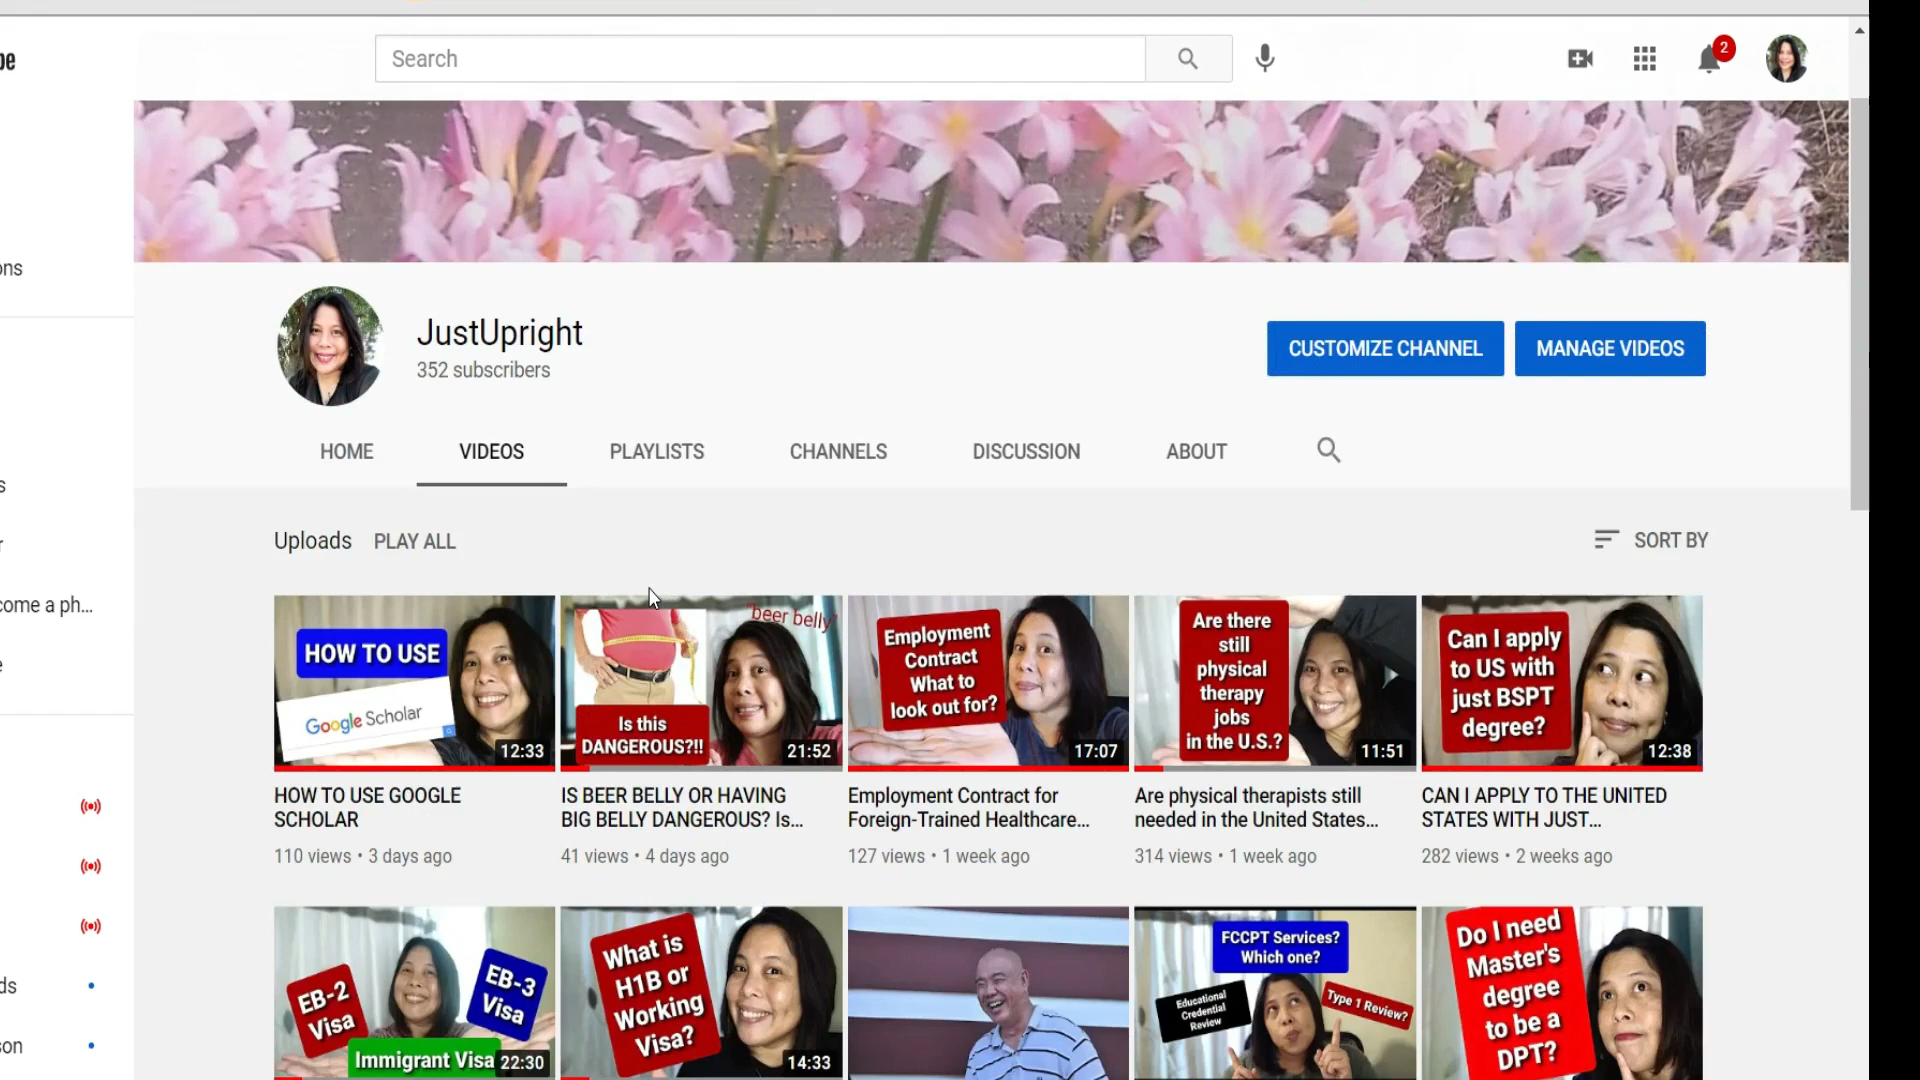 be
Search
2
ons
JustUpright
352 subscribers
CUSTOMIZE CHANNEL
MANAGE VIDEOS
HOME
VIDEOS
PLAYLISTS
CHANNELS
DISCUSSION
ABOUT
s
r
come a ph...
e
Uploads
PLAY ALL
SORT BY
HOW TO USE
Google Scholar
12:33
"beer belly"
Is this
DANGEROUS?!!
21:52
Employment
Contract
What to
look out for?
17:07
Are there
still
physical
therapy
jobs
in the U.S.?
11:51
Can I apply
to US with
just BSPT
degree?
12:38
HOW TO USE GOOGLE
SCHOLAR
110 views • 3 days ago
IS BEER BELLY OR HAVING
BIG BELLY DANGEROUS? Is...
41 views • 4 days ago
Employment Contract for
Foreign-Trained Healthcare...
127 views • 1 week ago
Are physical therapists still
needed in the United States...
314 views • 1 week ago
CAN I APPLY TO THE UNITED
STATES WITH JUST...
282 views • 2 weeks ago
ds
son
EB-2
Visa
EB-3
Visa
Immigrant Visa
22:30
What is
H1B or
Working
Visa?
14:33
FCCPT Services?
Which one?
Educational
Credential
Review
Type 1 Review?
Do I need
Master's
degree
to be a
DPT?